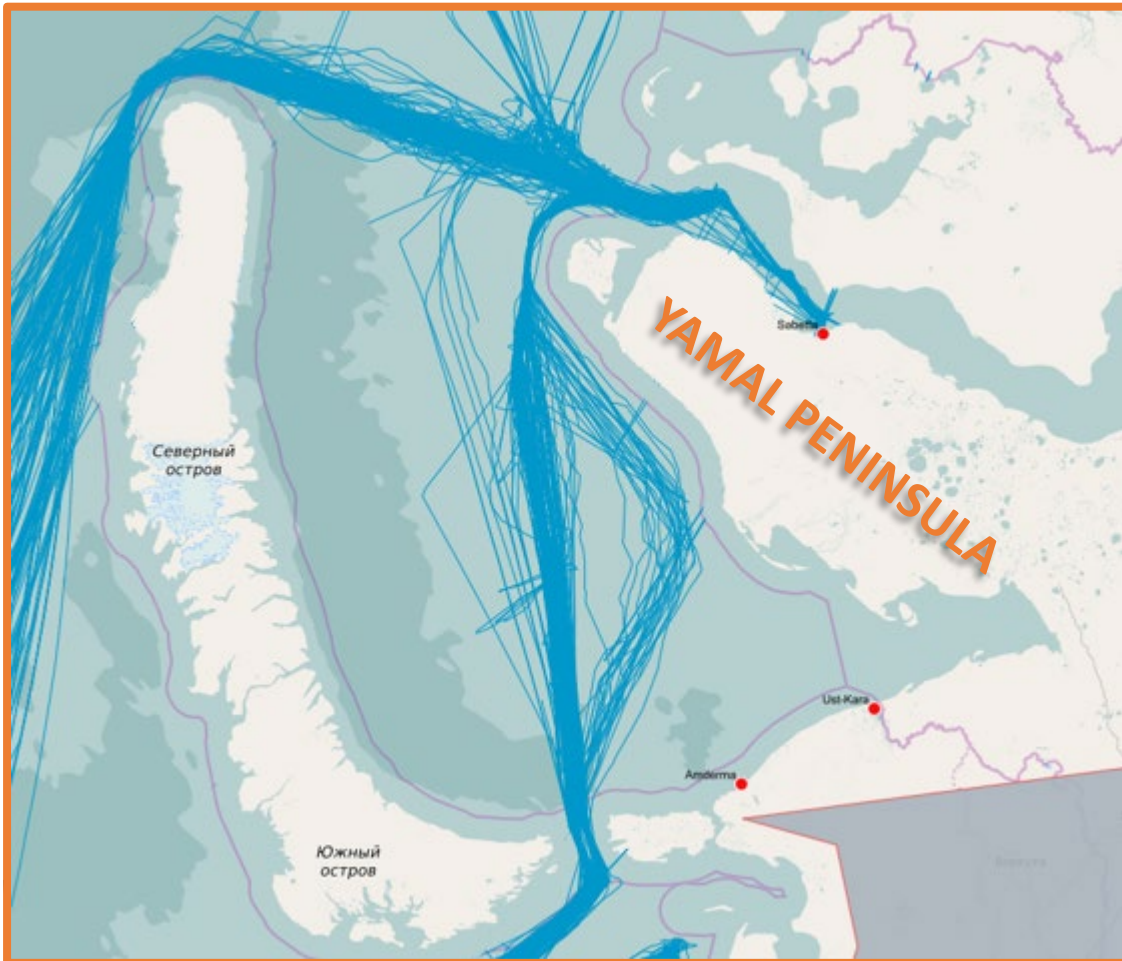 Sabetta
YAMAL PENINSULA
Северный
остров
Ust-Kara
Amderma
Южный
остров